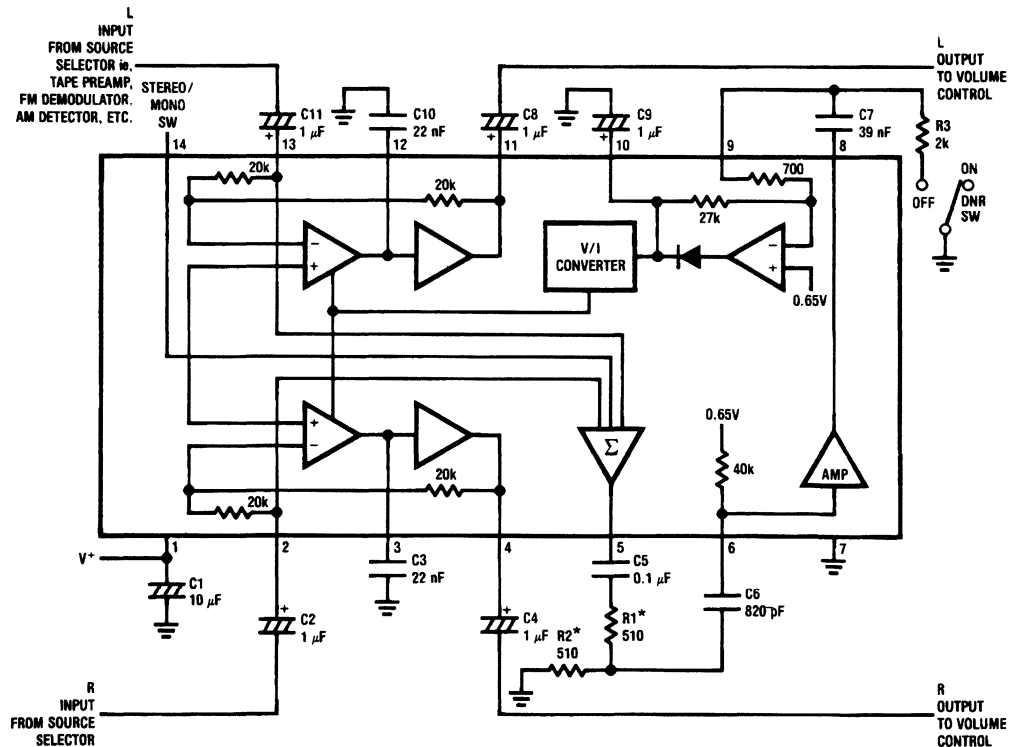 L
INPUT
FROM SOURCE
SELECTOR ie,
TAPE PREAMP,
FM DEMODULATOR,
AM DETECTOR, ETC.
STEREO/
MONO
SW
14
C11
1 µF
+
13
C10
22 nF
12
C8
1 µF
+
11
C9
1 µF
+
10
9
C7
39 nF
8
R3
2k
L
OUTPUT
TO VOLUME
CONTROL
ON
OFF
DNR
SW
20k
20k
700
27k
−
+
V/I
CONVERTER
−
+
0.65V
+
−
Σ
0.65V
40k
AMP
20k
20k
V+
1
2
3
4
5
6
7
C1
10 µF
C2
1 µF
+
C3
22 nF
C4
1 µF
+
C5
0.1 µF
R1*
510
R2*
510
C6
820 pF
R
INPUT
FROM SOURCE
SELECTOR
R
OUTPUT
TO VOLUME
CONTROL